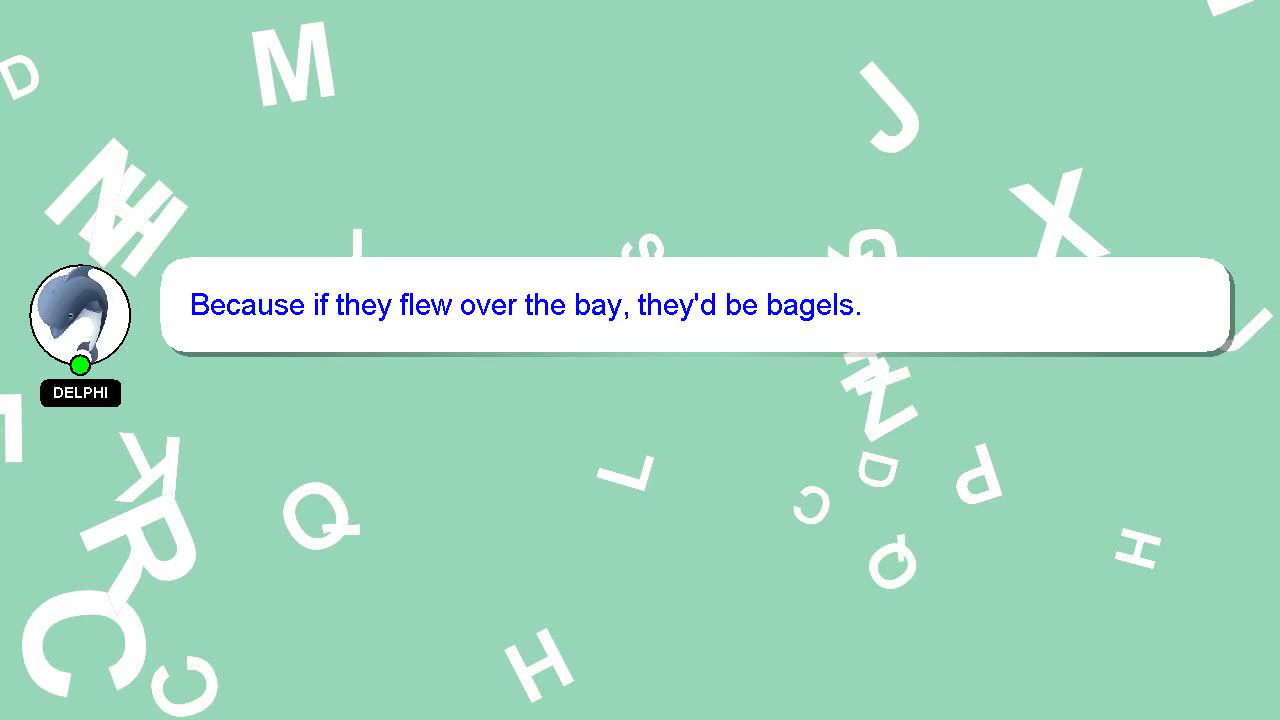 Because if they flew over the bay, they'd be bagels.
DELPHI
D
M
J
N
H
X
S
G
R
C
Q
L
C
D
P
Z
Q
H
H
C